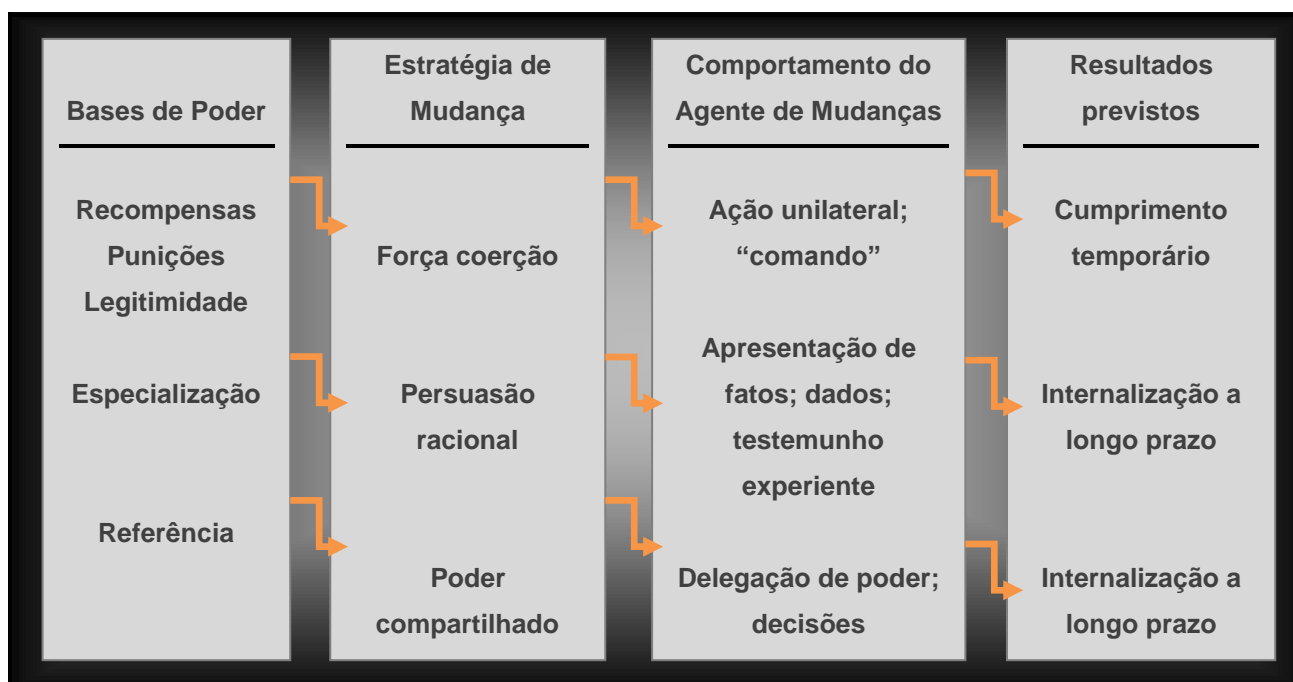 Bases de Poder
Recompensas
Punições
Legitimidade
Especialização
Referência
Estratégia de
Mudança
Força coerção
Persuasão
racional
Poder
compartilhado
Comportamento do
Agente de Mudanças
Ação unilateral;
“comando”
Apresentação de
fatos; dados;
testemunho
experiente
Delegação de poder;
decisões
Resultados
previstos
Cumprimento
temporário
Internalização a
longo prazo
Internalização a
longo prazo